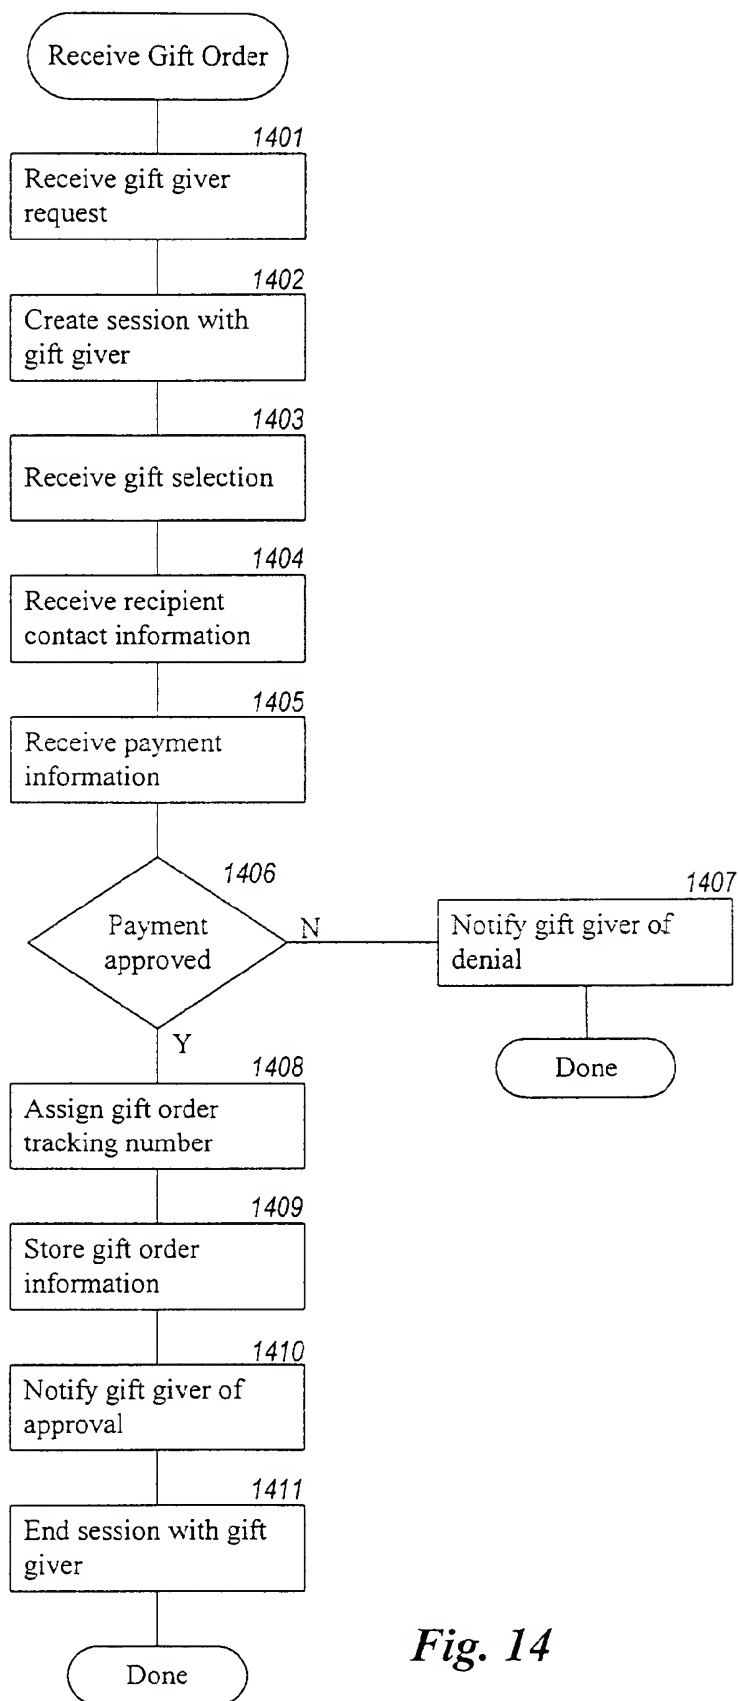 Receive Gift Order
1401
Receive gift giver
request
1402
Create session with
gift giver
1403
Receive gift selection
1404
Receive recipient
contact information
1405
Receive payment
information
1406
Payment
approved
N
1407
Notify gift giver of
denial
Done
Y
1408
Assign gift order
tracking number
1409
Store gift order
information
1410
Notify gift giver of
approval
1411
End session with gift
giver
Done
Fig. 14